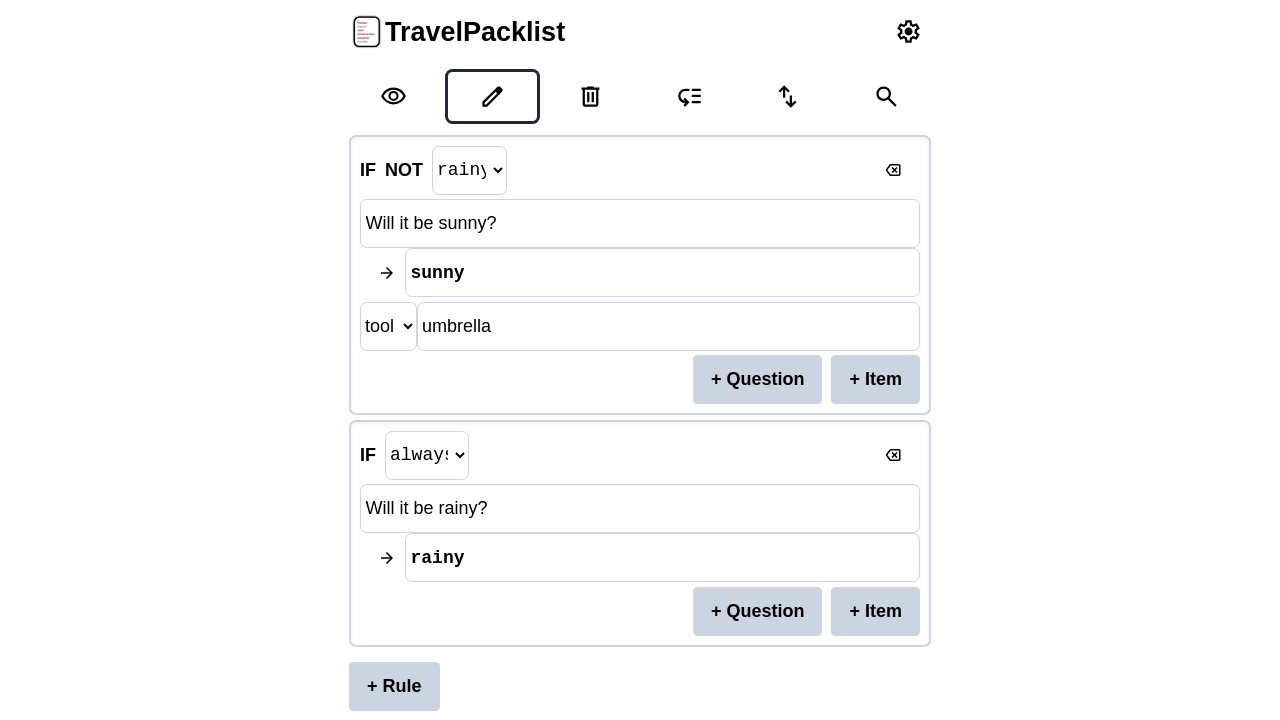 TravelPacklist
IF NOT rainy
Will it be sunny?
→ sunny
tool umbrella
+ Question + Item
IF always
Will it be rainy?
→ rainy
+ Question + Item
+ Rule